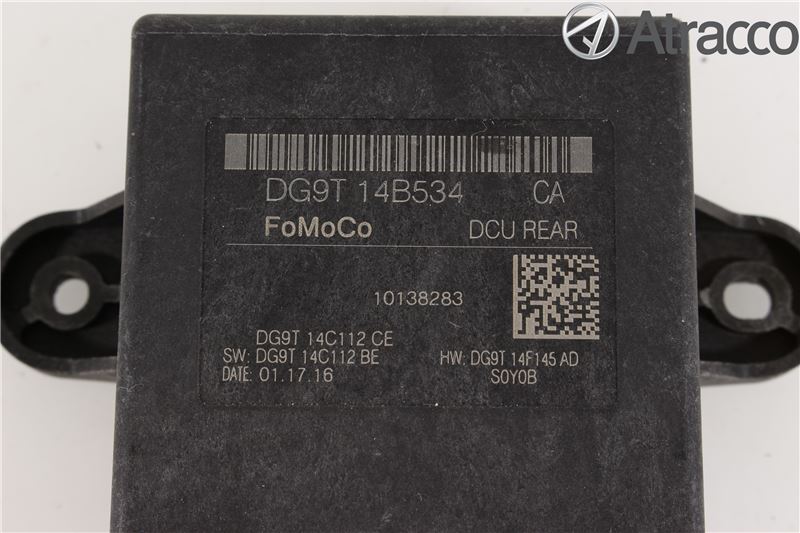 Atracco
DG9T 14B534 CA
FoMoCo DCU REAR
10138283
DG9T 14C112 CE
SW: DG9T 14C112 BE HW: DG9T 14F145 AD
DATE: 01.17.16 S0Y0B